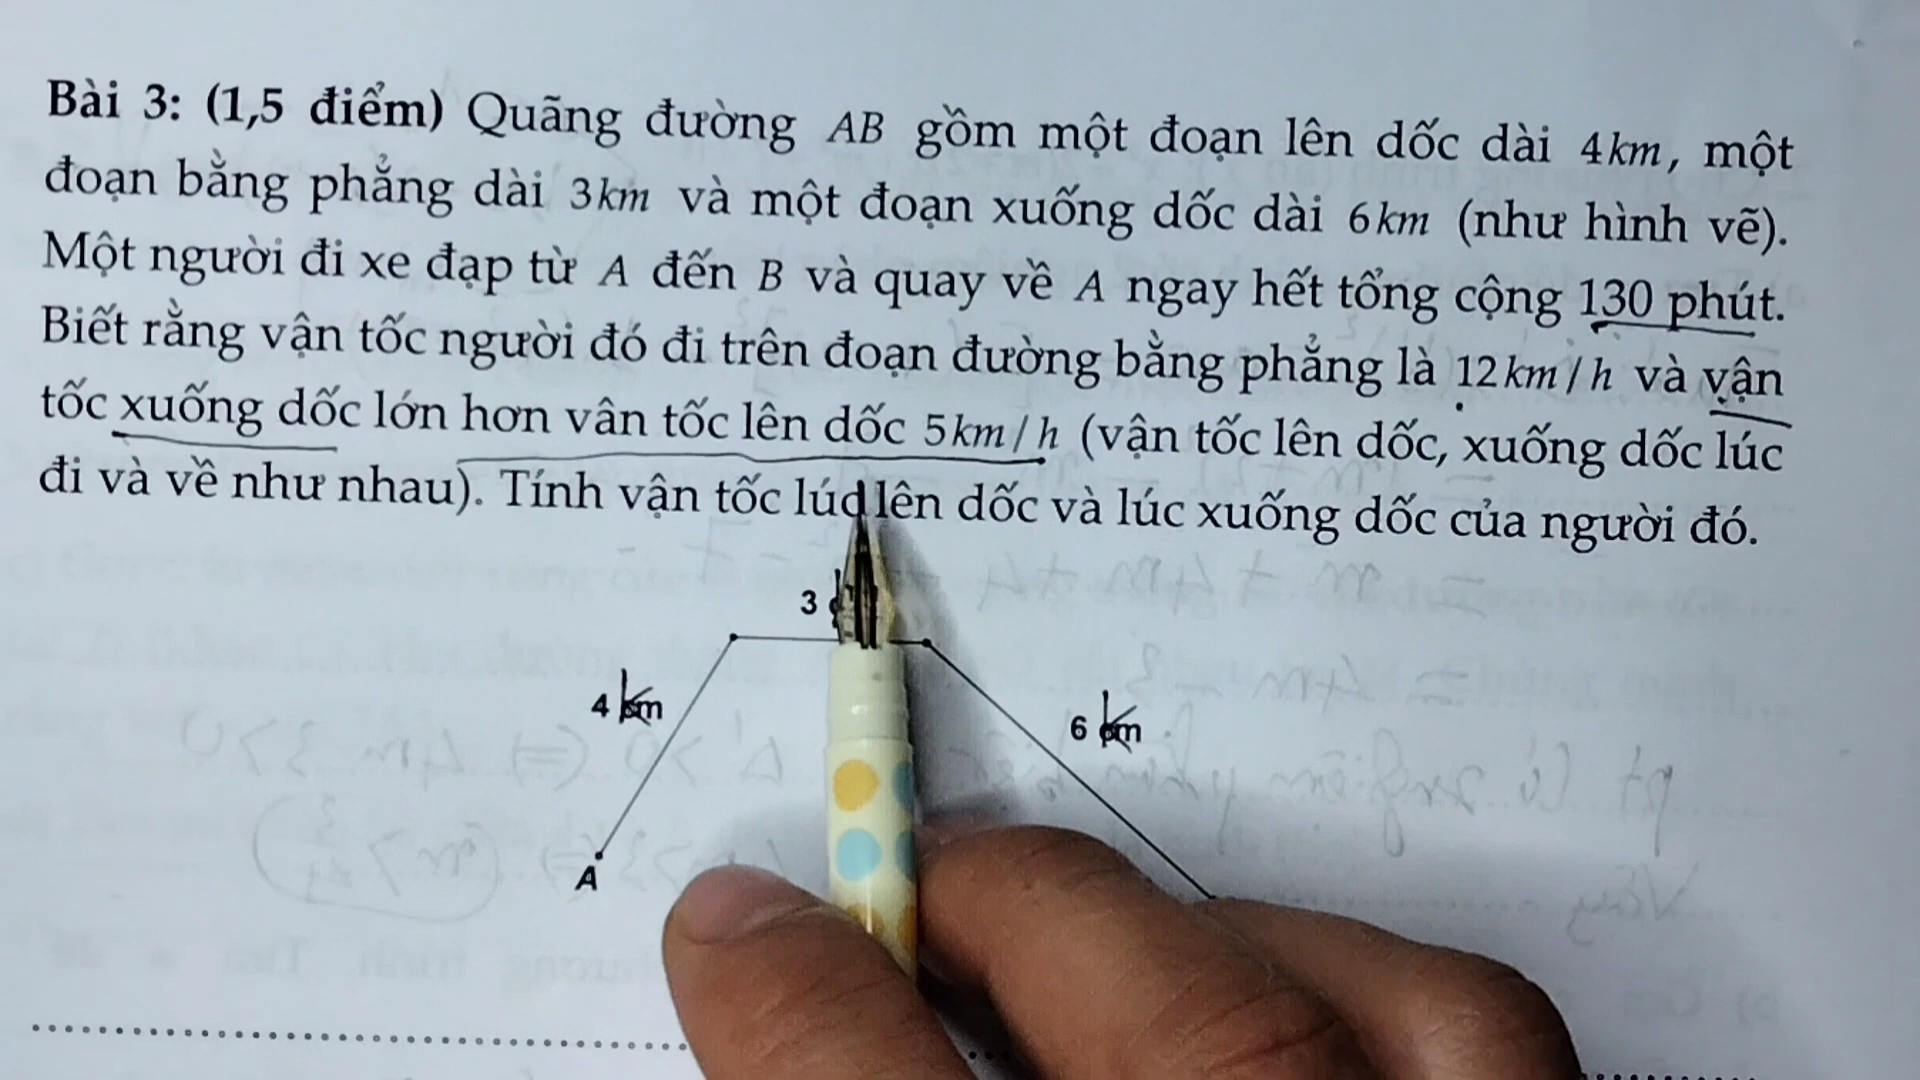 Bài 3: (1,5 điểm) Quãng đường AB gồm một đoạn lên dốc dài 4km, một
đoạn bằng phẳng dài 3km và một đoạn xuống dốc dài 6km (như hình vẽ).
Một người đi xe đạp từ A đến B và quay về A ngay hết tổng cộng 130 phút.
Biết rằng vận tốc người đó đi trên đoạn đường bằng phẳng là 12km/h và vận
tốc xuống dốc lớn hơn vân tốc lên dốc 5km/h (vận tốc lên dốc, xuống dốc lúc
đi và về như nhau). Tính vận tốc lúc lên dốc và lúc xuống dốc của người đó.
3
4 km
6 km
A